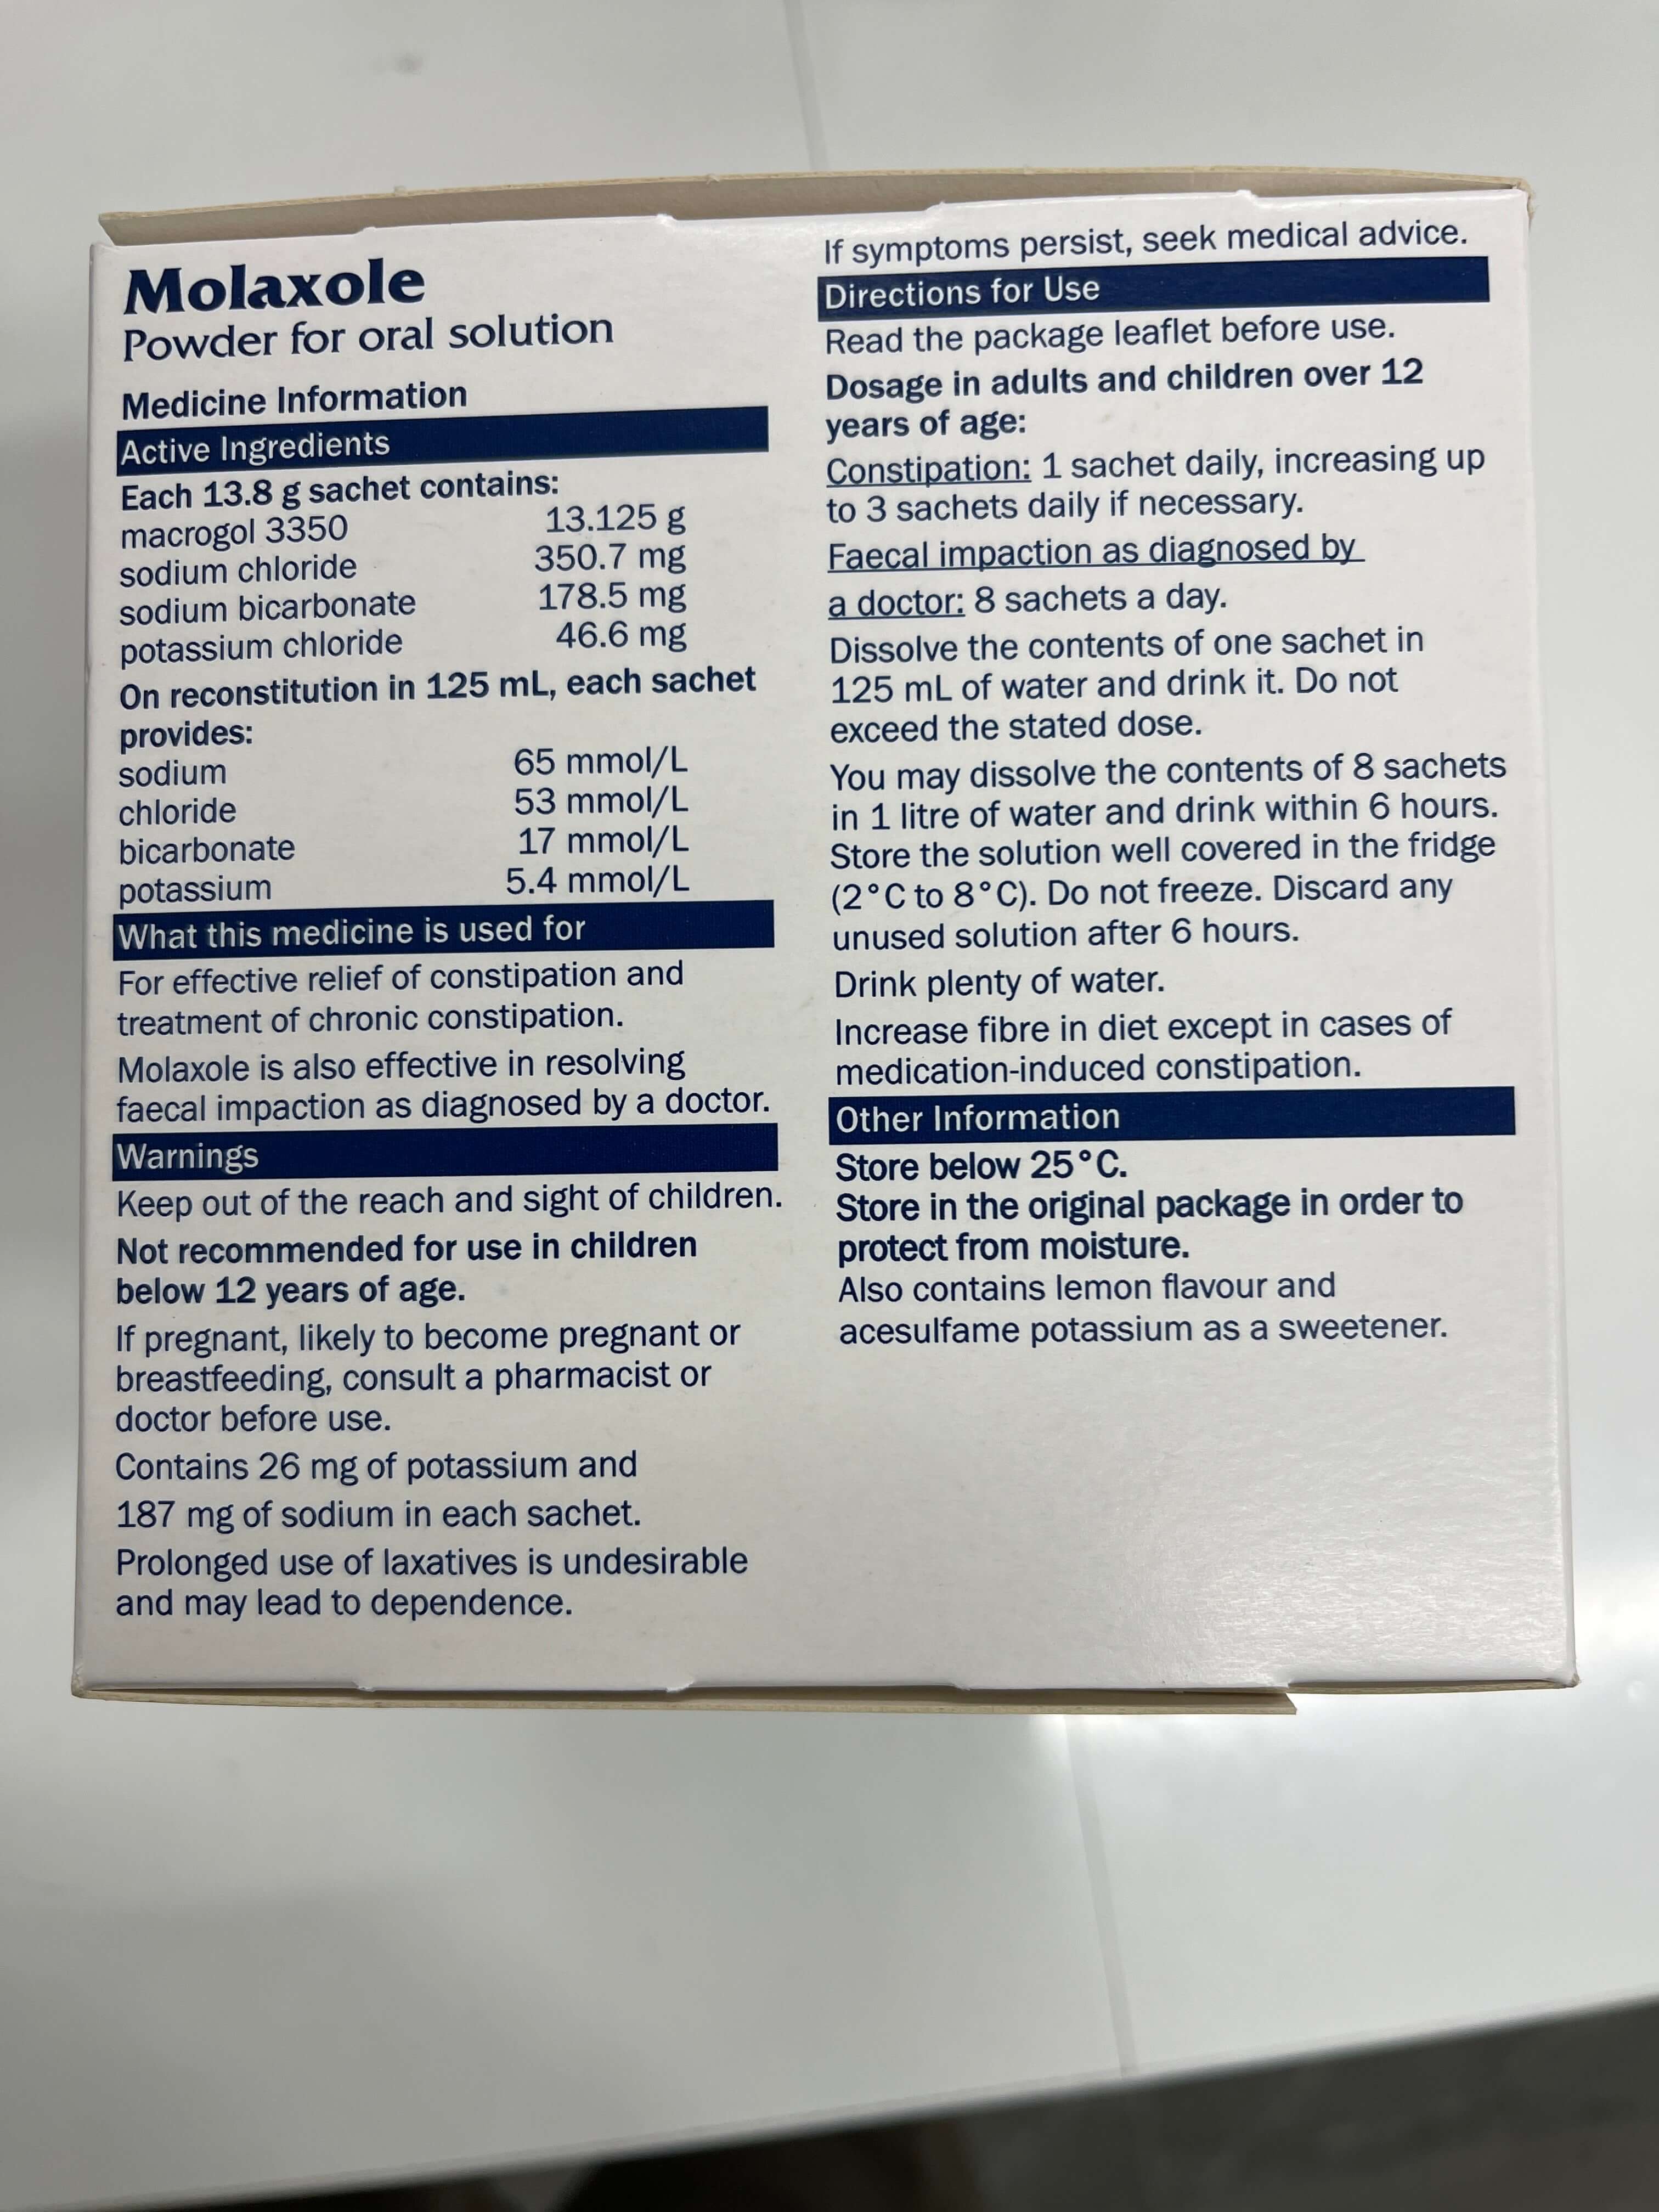 Molaxole
Powder for oral solution
Medicine Information
Active Ingredients
Each 13.8 g sachet contains:
macrogol 3350 13.125 g
sodium chloride 350.7 mg
sodium bicarbonate 178.5 mg
potassium chloride 46.6 mg
On reconstitution in 125 mL, each sachet
provides:
sodium 65 mmol/L
chloride 53 mmol/L
bicarbonate 17 mmol/L
potassium 5.4 mmol/L
What this medicine is used for
For effective relief of constipation and
treatment of chronic constipation.
Molaxole is also effective in resolving
faecal impaction as diagnosed by a doctor.
Warnings
Keep out of the reach and sight of children.
Not recommended for use in children
below 12 years of age.
If pregnant, likely to become pregnant or
breastfeeding, consult a pharmacist or
doctor before use.
Contains 26 mg of potassium and
187 mg of sodium in each sachet.
Prolonged use of laxatives is undesirable
and may lead to dependence.
If symptoms persist, seek medical advice.
Directions for Use
Read the package leaflet before use.
Dosage in adults and children over 12
years of age:
Constipation: 1 sachet daily, increasing up
to 3 sachets daily if necessary.
Faecal impaction as diagnosed by
a doctor: 8 sachets a day.
Dissolve the contents of one sachet in
125 mL of water and drink it. Do not
exceed the stated dose.
You may dissolve the contents of 8 sachets
in 1 litre of water and drink within 6 hours.
Store the solution well covered in the fridge
(2°C to 8°C). Do not freeze. Discard any
unused solution after 6 hours.
Drink plenty of water.
Increase fibre in diet except in cases of
medication-induced constipation.
Other Information
Store below 25°C.
Store in the original package in order to
protect from moisture.
Also contains lemon flavour and
acesulfame potassium as a sweetener.